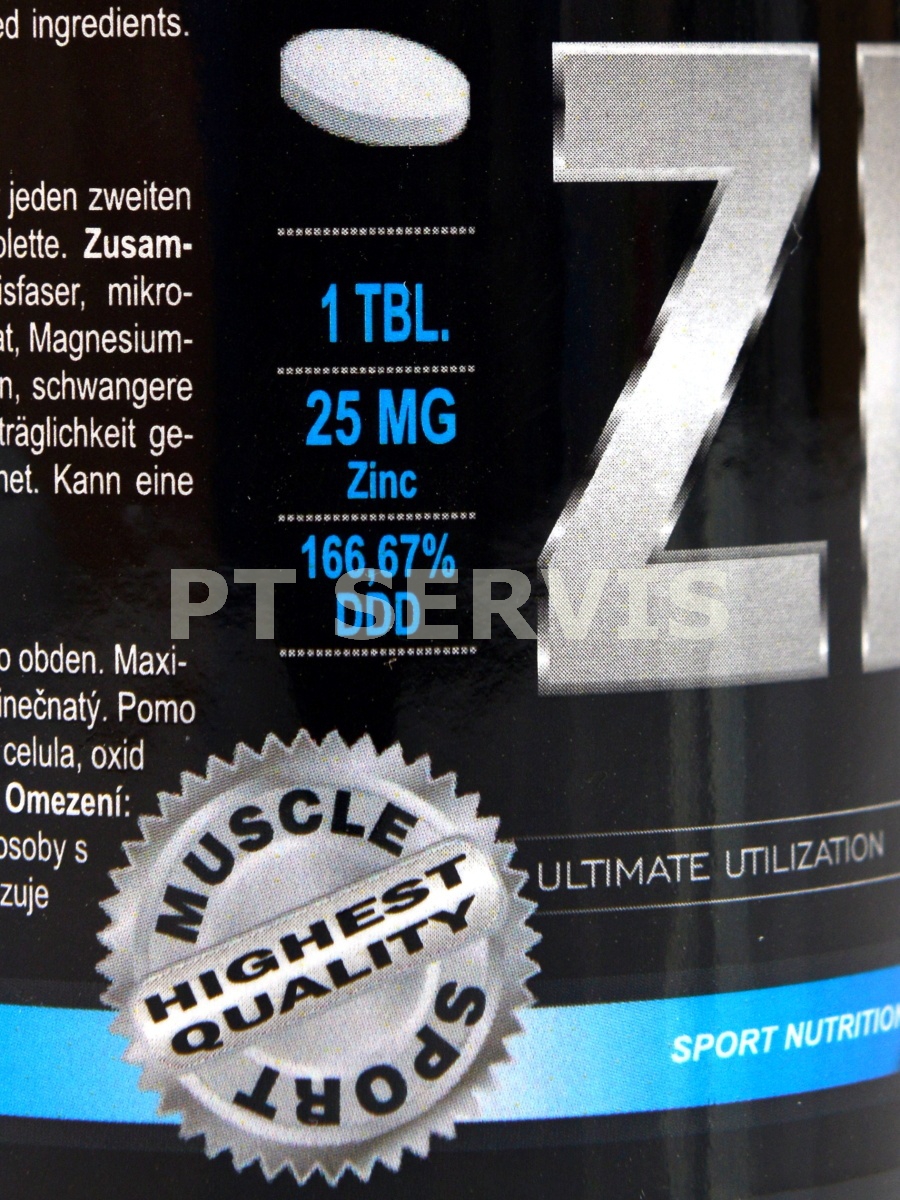 ed ingredients.
jeden zweiten
blette. Zusam-
isfaser, mikro-
at, Magnesium-
n, schwangere
träglichkeit ge-
net. Kann eine
o obden. Maxi-
inečnatý. Pomo
celula, oxid
Omezení:
osoby s
zuje
1 TBL.
25 MG
Zinc
166,67%
DDD
PT SERVIS
ZI
ULTIMATE UTILIZATION
MUSCLE
HIGHEST
QUALITY
SPORT
SPORT NUTRITION